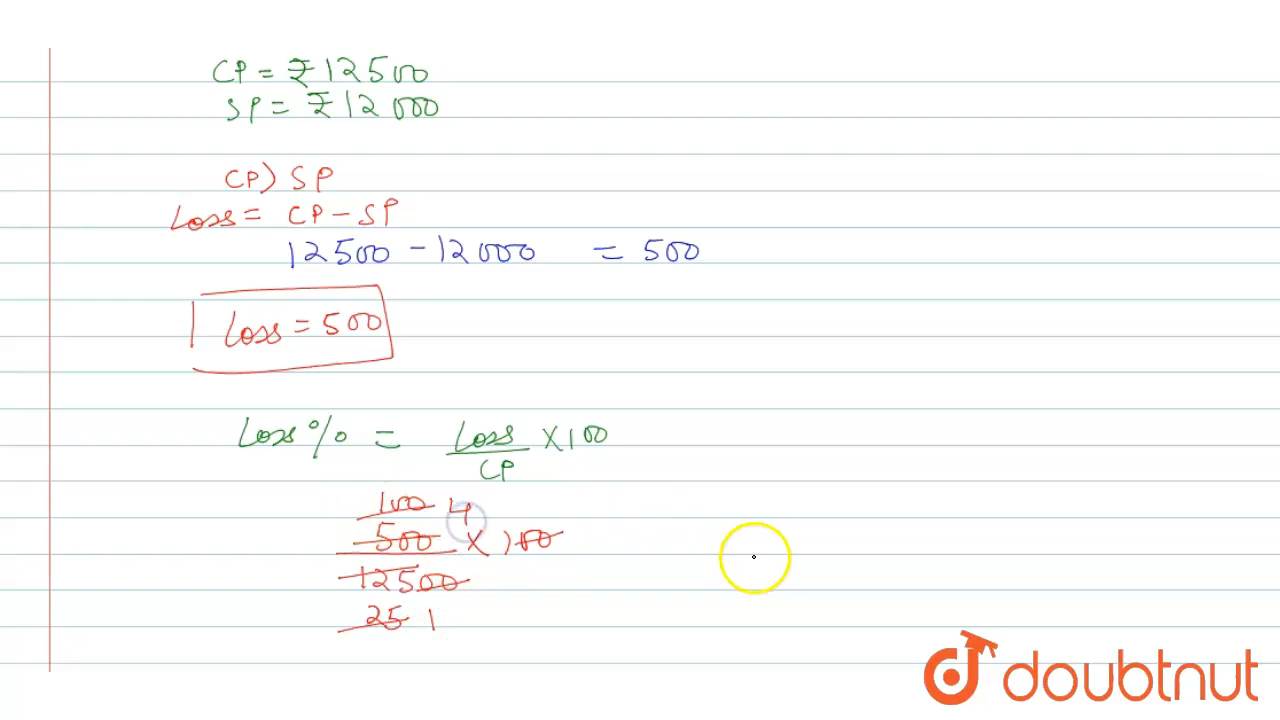 CP = ₹ 12500
SP = ₹ 12000
CP > SP
Loss = CP - SP
12500 - 12000 = 500
Loss = 500
Loss % = Loss / CP × 100
100 4
500 × 100
12500
25 1
doubtnut